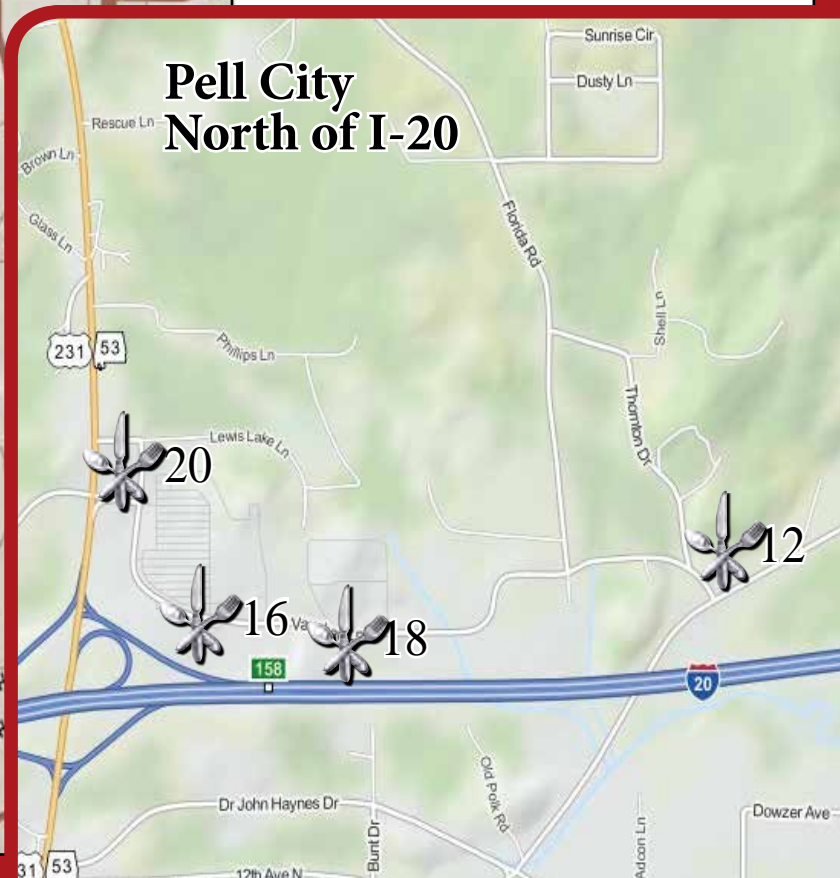 Sunrise Cir
Pell City
Dusty Ln
North of I-20
Rescue Ln
Brown Ln
Florida Rd
Glass Ln
Shell Ln
231
53
Phillips Ln
Thornton Dr
Lewis Lake Ln
20
12
16
18
158
20
Old Polk Rd
Dr John Haynes Dr
Dowzer Ave
Bunt Dr
Adcon Ln
31
53
12th Ave N